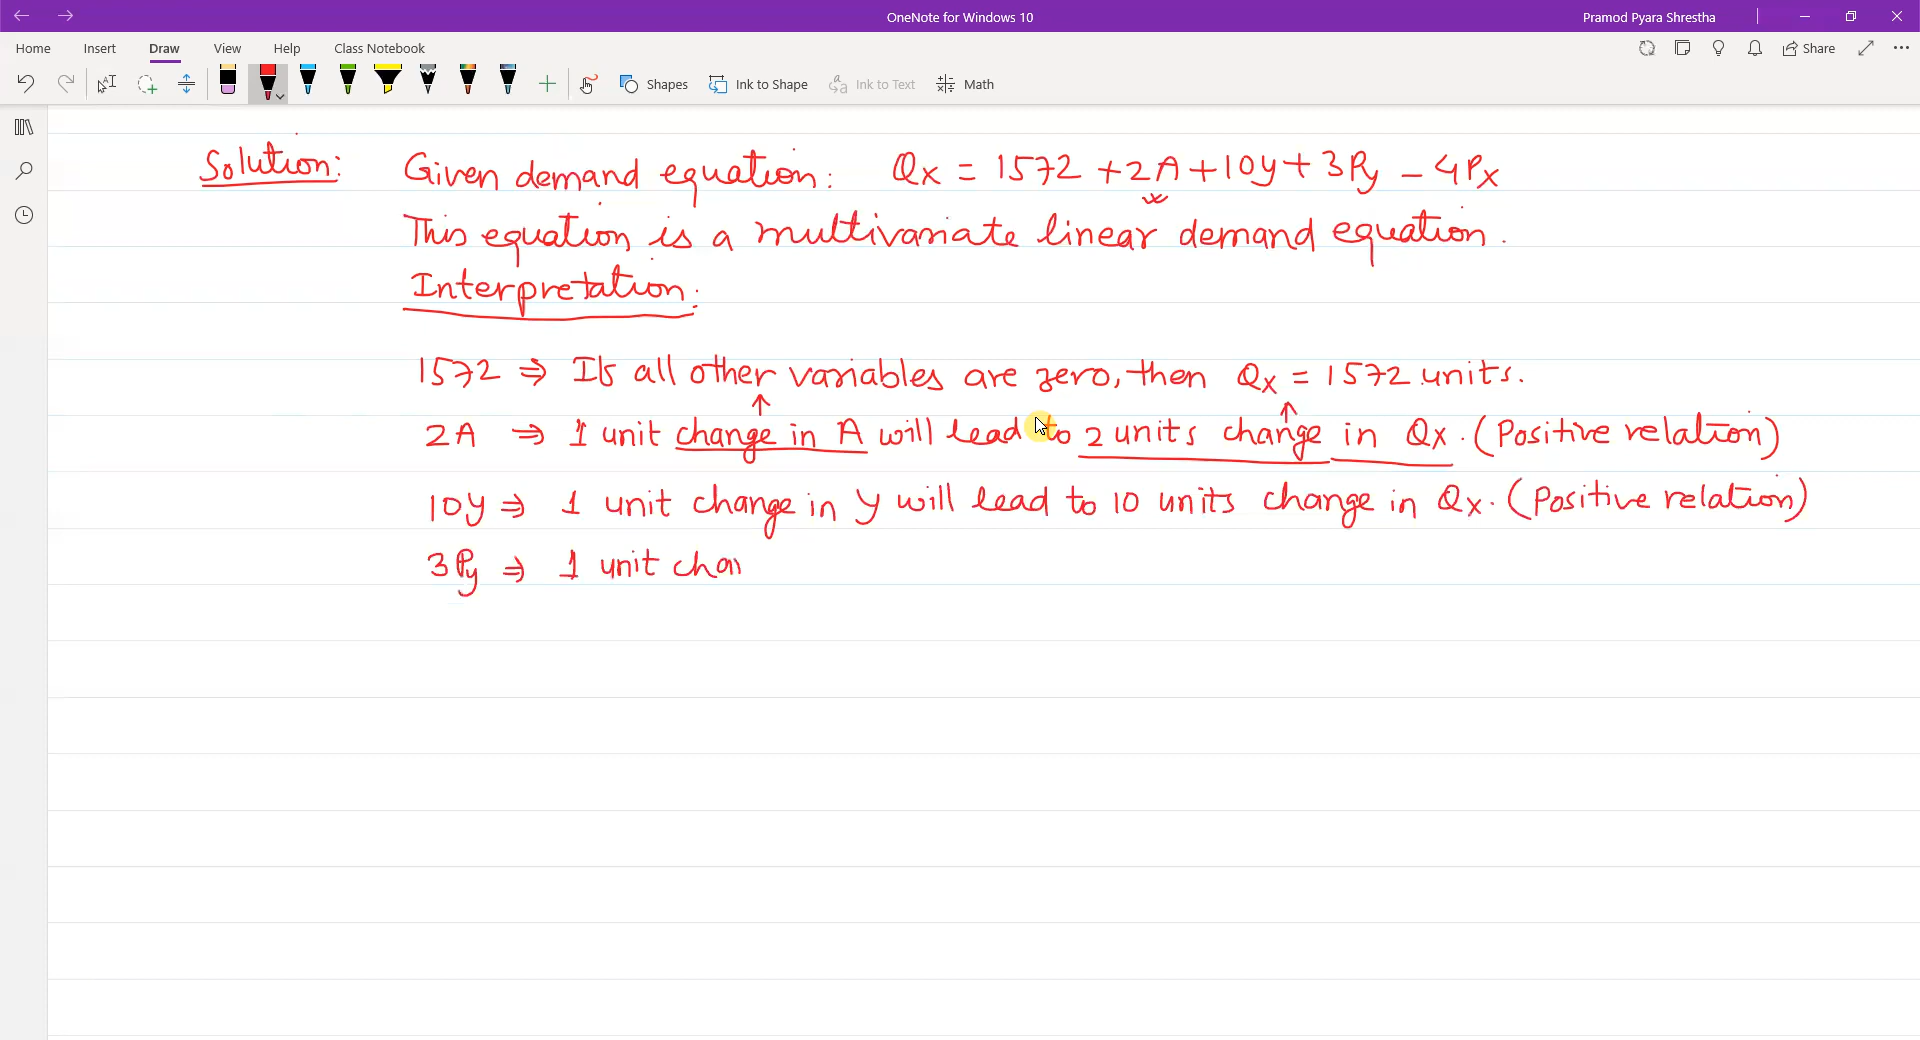 OneNote for Windows 10
Pramod Pyara Shrestha
Home Insert Draw View Help Class Notebook
Share
Shapes Ink to Shape Ink to Text Math
Solution: Given demand equation: Qx = 1572 + 2A + 10y + 3Py - 4Px
This equation is a multivariate linear demand equation.
Interpretation:
1572 ⇒ If all other variables are zero, then Qx = 1572 units.
2A ⇒ 1 unit change in A will lead to 2 units change in Qx. (Positive relation)
10y ⇒ 1 unit change in y will lead to 10 units change in Qx. (Positive relation)
3Py ⇒ 1 unit chan